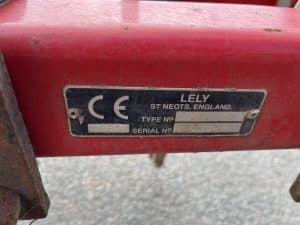 CE LELY
ST NEOTS, ENGLAND.
TYPE Nº
SERIAL Nº